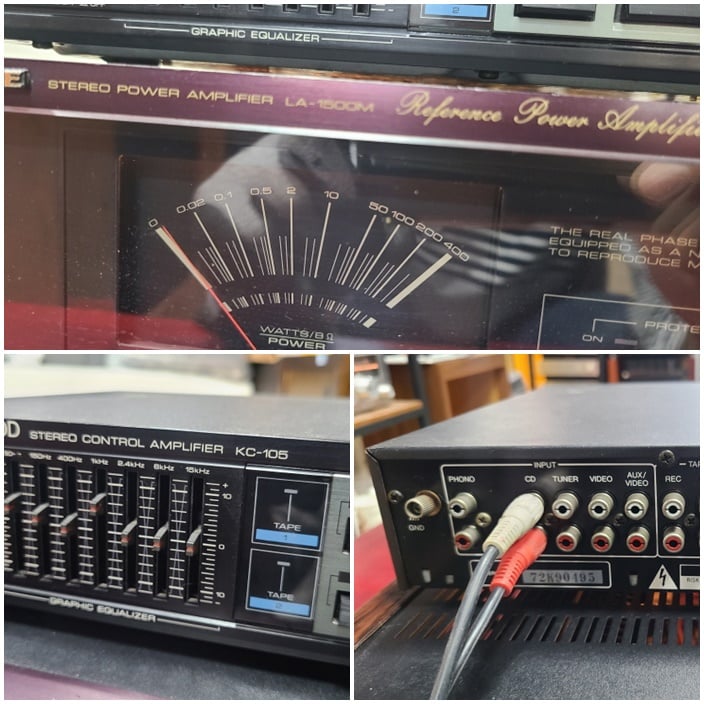 GRAPHIC EQUALIZER
2
E STEREO POWER AMPLIFIER LA-1500M Reference Power Amplifi
0 0.02 0.1 0.5 2 10 50 100 200 400
THE REAL PHASE
EQUIPPED AS A N
TO REPRODUCE M
WATTS/8Ω
POWER
PROTE
ON
OD STEREO CONTROL AMPLIFIER KC-105
150Hz 400Hz 1kHz 2.4kHz 6kHz 15kHz
+
10
0
10
TAPE
1
TAPE
2
GRAPHIC EQUALIZER
INPUT
TA
PHONO CD TUNER VIDEO AUX/VIDEO REC
GND
72K90495